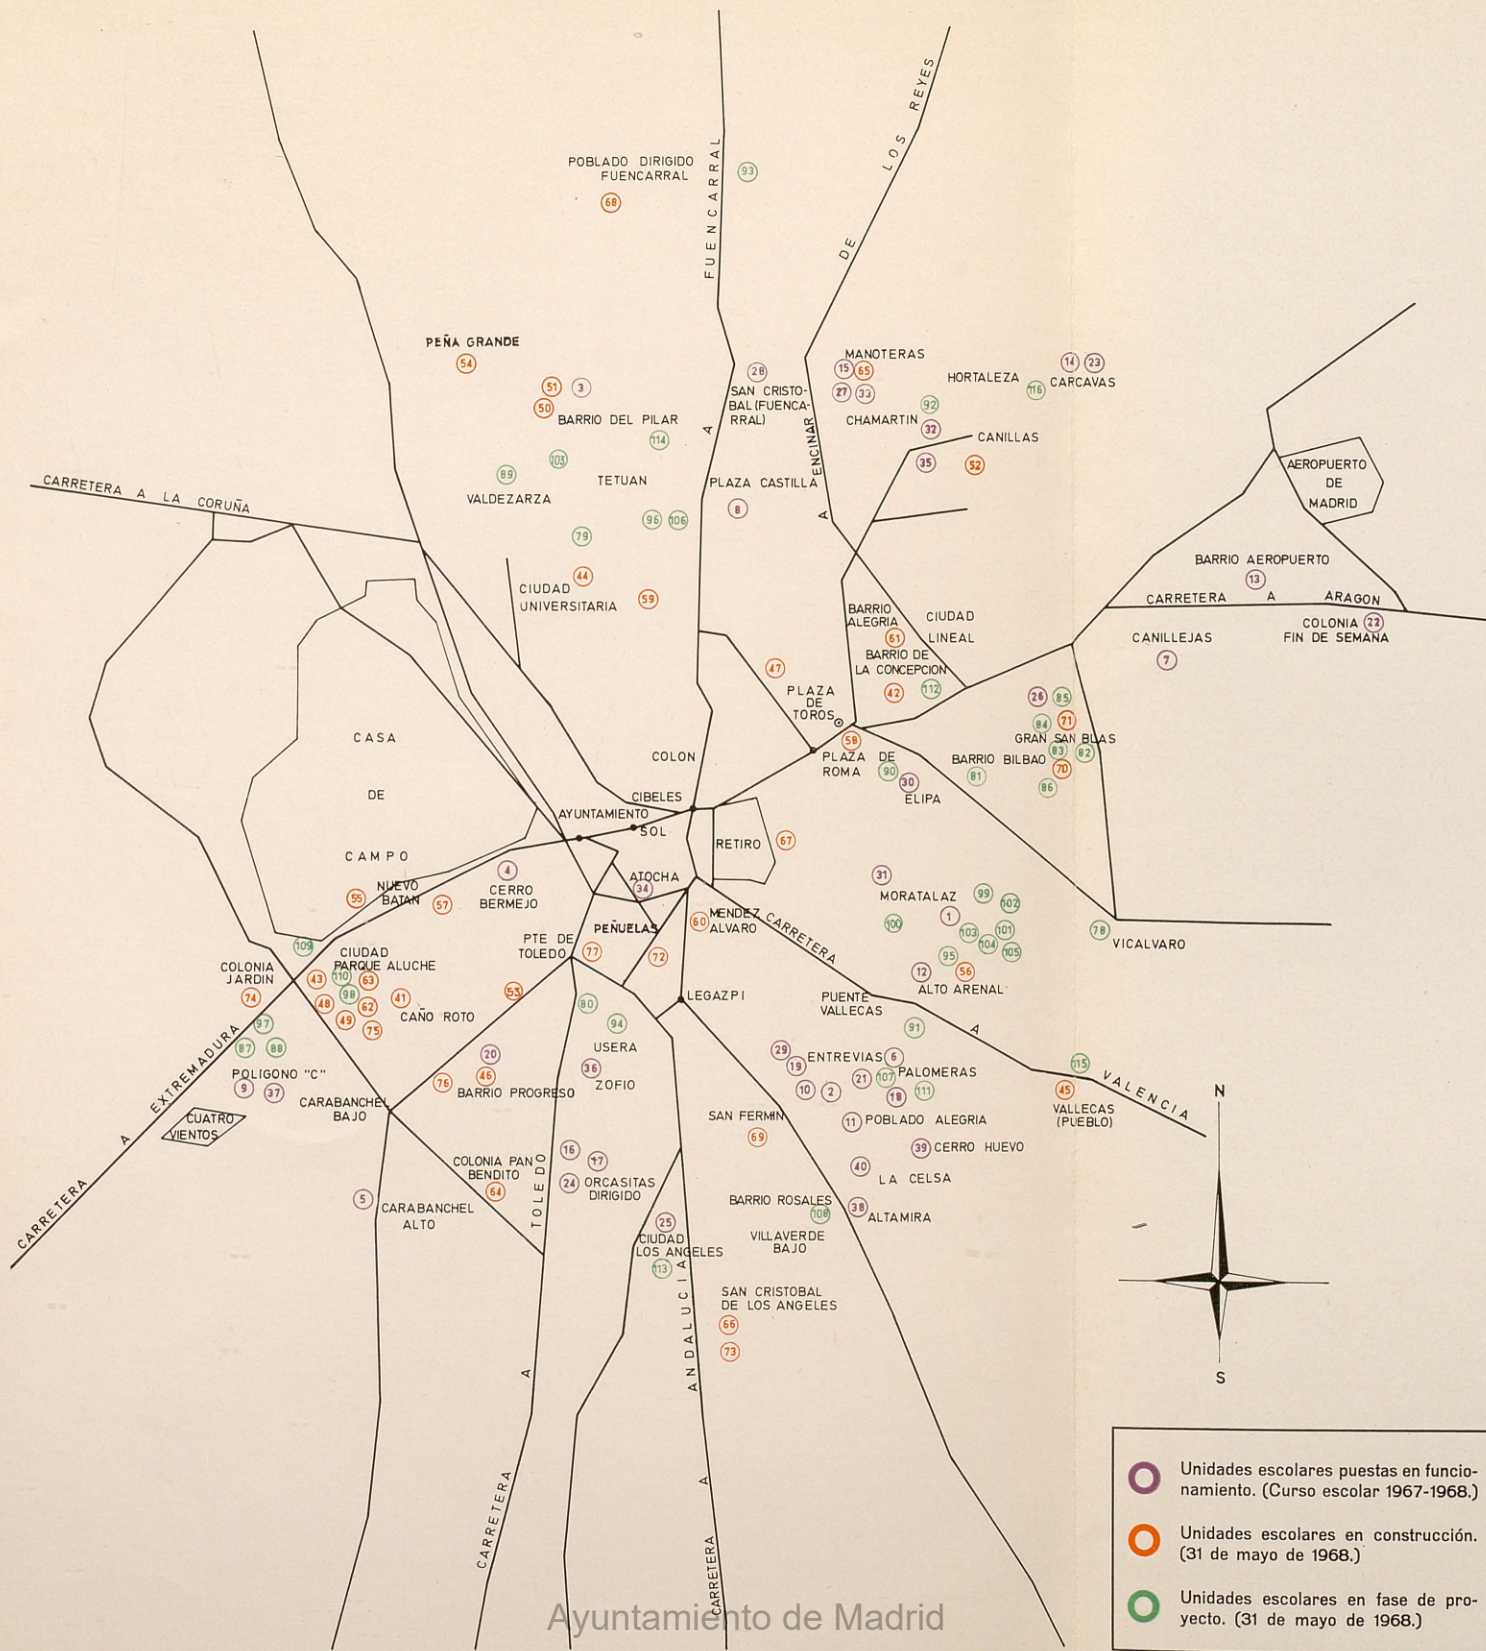 POBLADO DIRIGIDO
FUENCARRAL
68
93
FUENCARRAL
A
CARRETERA
ENCINAR
DE
LOS REYES
A
PEÑA GRANDE
54
51
3
50
BARRIO DEL PILAR
114
103
89
VALDEZARZA
TETUAN
96
106
79
44
CIUDAD
UNIVERSITARIA
59
28
SAN CRISTO-
BAL (FUENCA-
RRAL)
PLAZA CASTILLA
8
MANOTERAS
15
65
27
33
CHAMARTIN
92
32
HORTALEZA
116
14
23
CARCAVAS
CANILLAS
35
52
AEROPUERTO
DE
MADRID
BARRIO AEROPUERTO
13
CARRETERA A ARAGON
COLONIA 22
FIN DE SEMANA
CANILLEJAS
7
CARRETERA A LA CORUÑA
BARRIO
ALEGRIA
61
CIUDAD
LINEAL
BARRIO DE
LA CONCEPCION
42
112
47
PLAZA
DE
TOROS
58
PLAZA DE
ROMA
90
30
ELIPA
26
85
84
71
GRAN SAN BLAS
83
82
BARRIO BILBAO
70
81
86
CASA
DE
CAMPO
COLON
CIBELES
AYUNTAMIENTO
SOL
RETIRO
67
ATOCHA
34
4
CERRO
BERMEJO
55
NUEVO
BATAN
57
PEÑUELAS
60
MENDEZ
ALVARO
PTE DE
TOLEDO
77
72
31
MORATALAZ
99
102
1
100
103
101
104
105
95
12
56
ALTO ARENAL
78
VICALVARO
109
CIUDAD
PARQUE ALUCHE
COLONIA
JARDIN
74
43
110
63
98
48
62
41
CAÑO ROTO
49
75
97
87
88
POLIGONO "C"
9
37
CUATRO
VIENTOS
CARRETERA A EXTREMADURA
53
80
94
USERA
LEGAZPI
PUENTE
VALLECAS
91
CARRETERA A VALENCIA
20
76
46
BARRIO PROGRESO
36
ZOFIO
CARABANCHEL
BAJO
29
19
ENTREVIAS
6
10
2
21
107
PALOMERAS
18
111
115
45
VALLECAS
(PUEBLO)
SAN FERMIN
69
11
POBLADO ALEGRIA
39
CERRO HUEVO
40
LA CELSA
16
17
24
ORCASITAS
DIRIGIDO
COLONIA PAN
BENDITO
64
5
CARABANCHEL
ALTO
BARRIO ROSALES
108
38
ALTAMIRA
VILLAVERDE
BAJO
25
CIUDAD
LOS ANGELES
113
SAN CRISTOBAL
DE LOS ANGELES
66
73
CARRETERA A TOLEDO
CARRETERA A ANDALUCIA
N
S
Unidades escolares puestas en funcio-
namiento. (Curso escolar 1967-1968.)
Unidades escolares en construcción.
(31 de mayo de 1968.)
Unidades escolares en fase de pro-
yecto. (31 de mayo de 1968.)
Ayuntamiento de Madrid